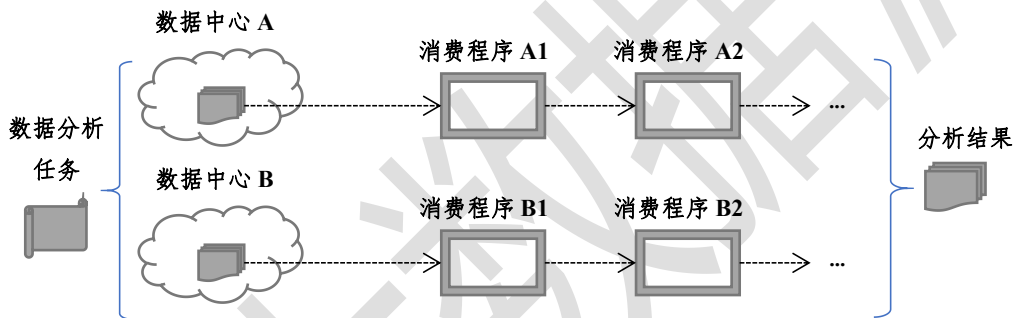 数据中心 A
消费程序 A1
消费程序 A2
...
数据分析
任务
分析结果
数据中心 B
消费程序 B1
消费程序 B2
...